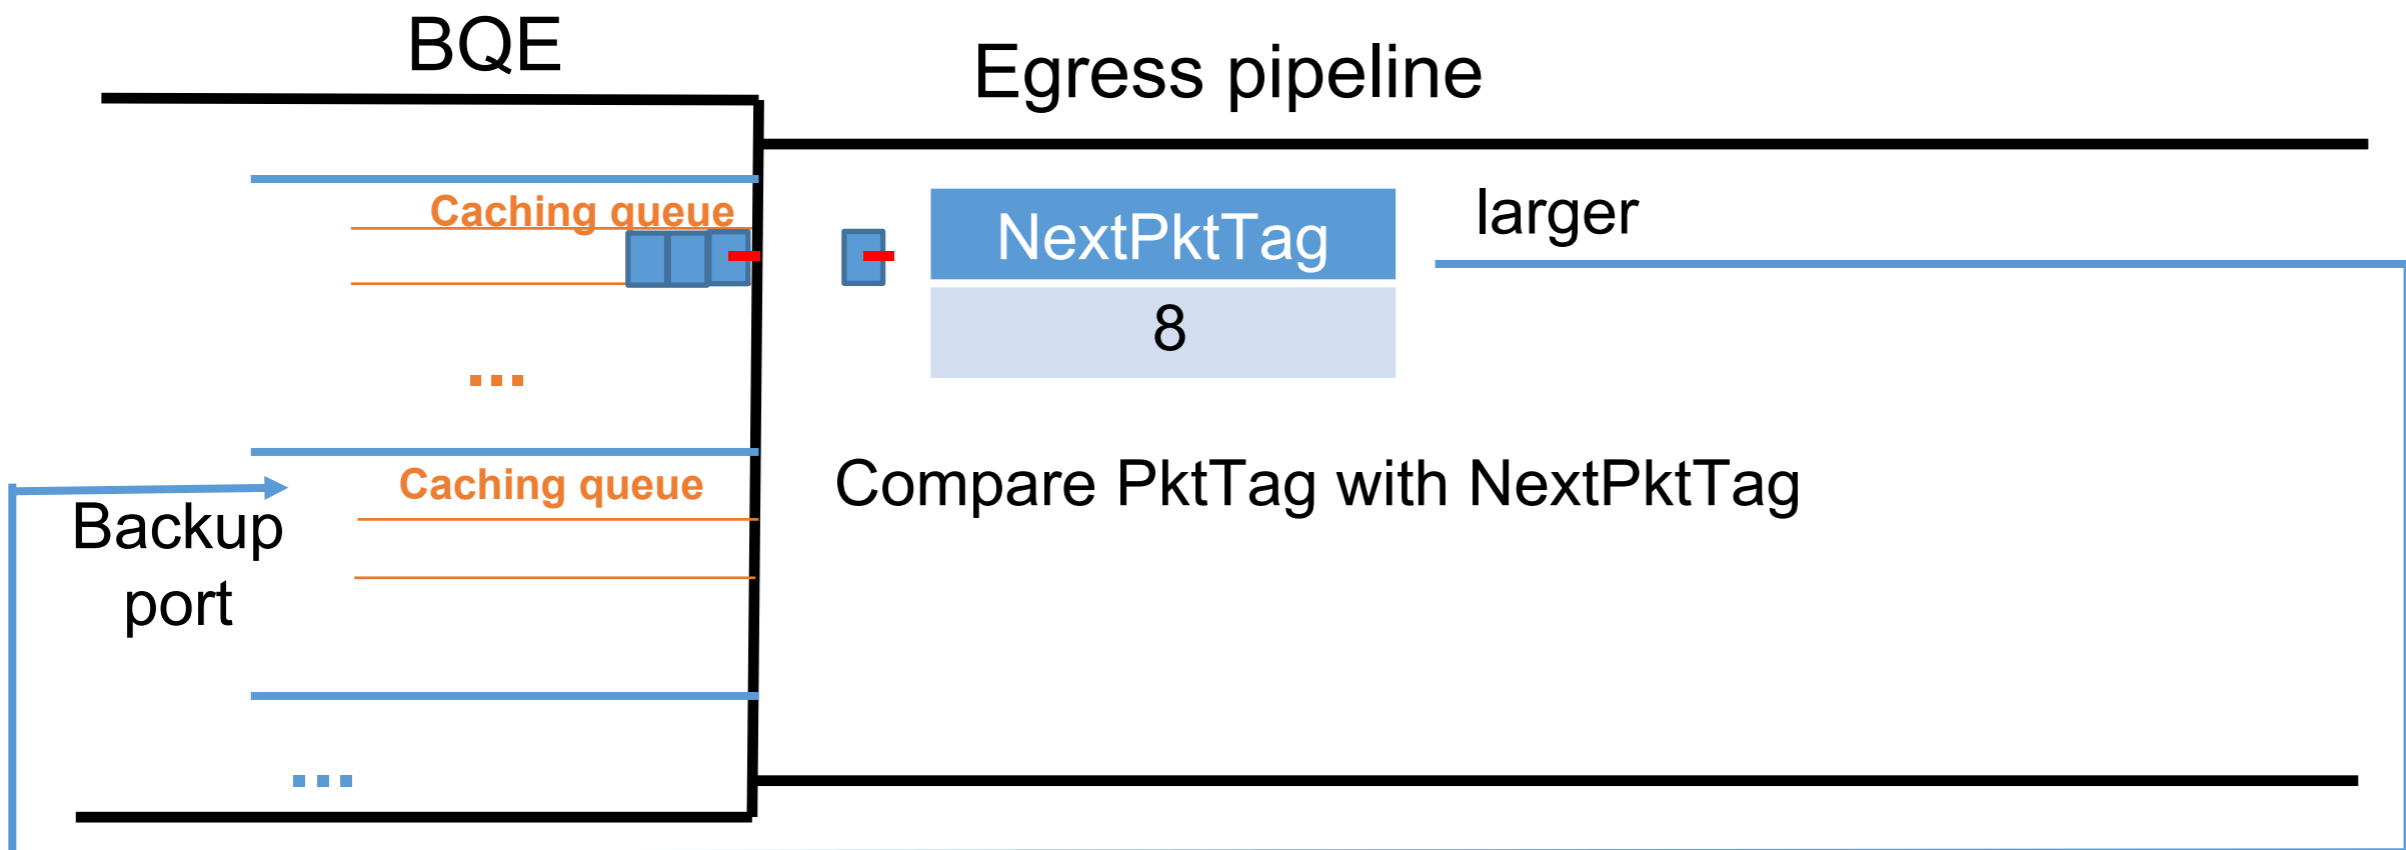 BQE
Egress pipeline
Caching queue
NextPktTag
larger
8
...
Caching queue
Compare PktTag with NextPktTag
Backup
port
...